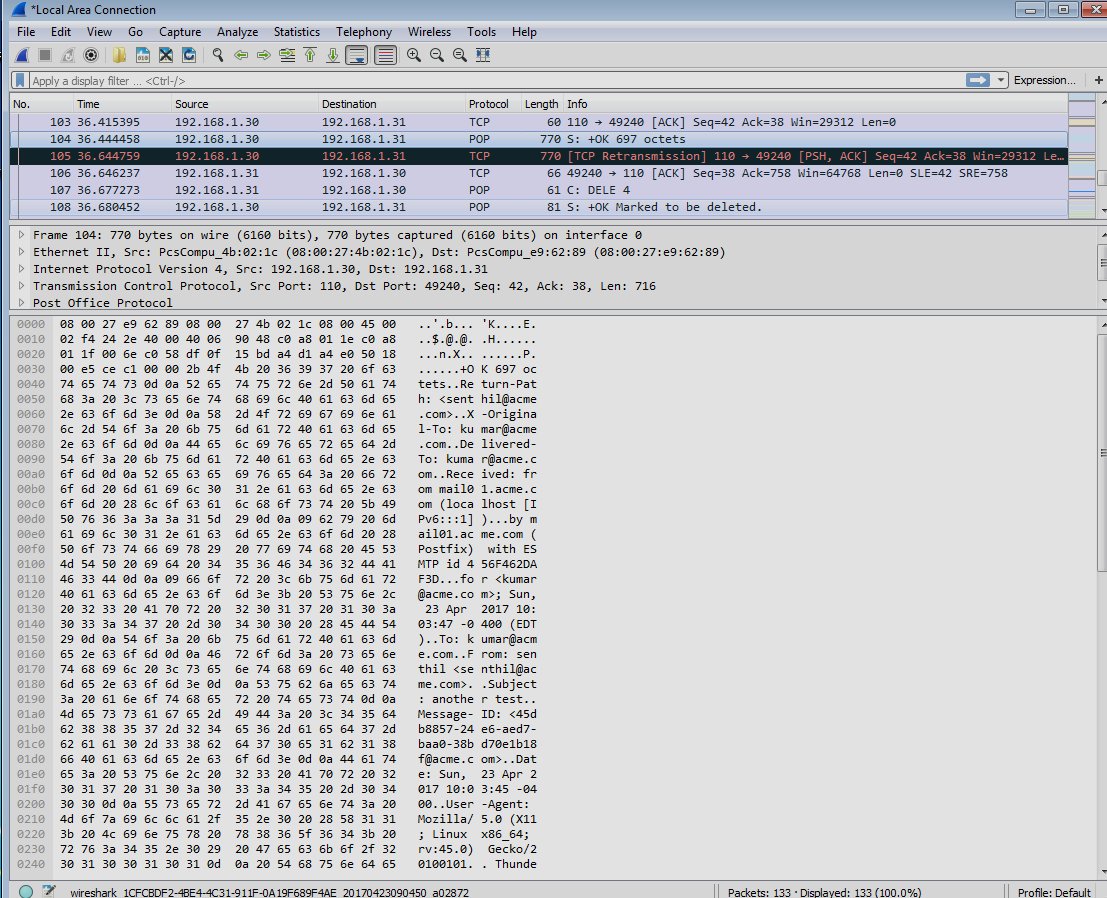 *Local Area Connection
File Edit View Go Capture Analyze Statistics Telephony Wireless Tools Help
Apply a display filter ... <Ctrl-/> Expression... +
No. Time Source Destination Protocol Length Info
103 36.415395 192.168.1.30 192.168.1.31 TCP 60 110 → 49240 [ACK] Seq=42 Ack=38 Win=29312 Len=0
104 36.444458 192.168.1.30 192.168.1.31 POP 770 S: +OK 697 octets
105 36.644759 192.168.1.30 192.168.1.31 TCP 770 [TCP Retransmission] 110 → 49240 [PSH, ACK] Seq=42 Ack=38 Win=29312 Le…
106 36.646237 192.168.1.31 192.168.1.30 TCP 66 49240 → 110 [ACK] Seq=38 Ack=758 Win=64768 Len=0 SLE=42 SRE=758
107 36.677273 192.168.1.31 192.168.1.30 POP 61 C: DELE 4
108 36.680452 192.168.1.30 192.168.1.31 POP 81 S: +OK Marked to be deleted.
Frame 104: 770 bytes on wire (6160 bits), 770 bytes captured (6160 bits) on interface 0
Ethernet II, Src: PcsCompu_4b:02:1c (08:00:27:4b:02:1c), Dst: PcsCompu_e9:62:89 (08:00:27:e9:62:89)
Internet Protocol Version 4, Src: 192.168.1.30, Dst: 192.168.1.31
Transmission Control Protocol, Src Port: 110, Dst Port: 49240, Seq: 42, Ack: 38, Len: 716
Post Office Protocol
0000 08 00 27 e9 62 89 08 00 27 4b 02 1c 08 00 45 00 ..'.b... 'K....E.
0010 02 f4 24 2e 40 00 40 06 90 48 c0 a8 01 1e c0 a8 ..$.@.@. .H......
0020 01 1f 00 6e c0 58 df 0f 15 bd a4 d1 a4 e0 50 18 ...n.X.. ......P.
0030 00 e5 ce c1 00 00 2b 4f 4b 20 36 39 37 20 6f 63 ......+O K 697 oc
0040 74 65 74 73 0d 0a 52 65 74 75 72 6e 2d 50 61 74 tets..Re turn-Pat
0050 68 3a 20 3c 73 65 6e 74 68 69 6c 40 61 63 6d 65 h: <sent hil@acme
0060 2e 63 6f 6d 3e 0d 0a 58 2d 4f 72 69 67 69 6e 61 .com>..X -Origina
0070 6c 2d 54 6f 3a 20 6b 75 6d 61 72 40 61 63 6d 65 l-To: ku mar@acme
0080 2e 63 6f 6d 0d 0a 44 65 6c 69 76 65 72 65 64 2d .com..De livered-
0090 54 6f 3a 20 6b 75 6d 61 72 40 61 63 6d 65 2e 63 To: kuma r@acme.c
00a0 6f 6d 0d 0a 52 65 63 65 69 76 65 64 3a 20 66 72 om..Rece ived: fr
00b0 6f 6d 20 6d 61 69 6c 30 31 2e 61 63 6d 65 2e 63 om mail0 1.acme.c
00c0 6f 6d 20 28 6c 6f 63 61 6c 68 6f 73 74 20 5b 49 om (loca lhost [I
00d0 50 76 36 3a 3a 3a 31 5d 29 0d 0a 09 62 79 20 6d Pv6:::1] )...by m
00e0 61 69 6c 30 31 2e 61 63 6d 65 2e 63 6f 6d 20 28 ail01.ac me.com (
00f0 50 6f 73 74 66 69 78 29 20 77 69 74 68 20 45 53 Postfix) with ES
0100 4d 54 50 20 69 64 20 34 35 36 46 34 36 32 44 41 MTP id 4 56F462DA
0110 46 33 44 0d 0a 09 66 6f 72 20 3c 6b 75 6d 61 72 F3D...fo r <kumar
0120 40 61 63 6d 65 2e 63 6f 6d 3e 3b 20 53 75 6e 2c @acme.co m>; Sun,
0130 20 32 33 20 41 70 72 20 32 30 31 37 20 31 30 3a 23 Apr 2017 10:
0140 30 33 3a 34 37 20 2d 30 34 30 30 20 28 45 44 54 03:47 -0 400 (EDT
0150 29 0d 0a 54 6f 3a 20 6b 75 6d 61 72 40 61 63 6d )..To: k umar@acm
0160 65 2e 63 6f 6d 0d 0a 46 72 6f 6d 3a 20 73 65 6e e.com..F rom: sen
0170 74 68 69 6c 20 3c 73 65 6e 74 68 69 6c 40 61 63 thil <se nthil@ac
0180 6d 65 2e 63 6f 6d 3e 0d 0a 53 75 62 6a 65 63 74 me.com>. .Subject
0190 3a 20 61 6e 6f 74 68 65 72 20 74 65 73 74 0d 0a : anothe r test..
01a0 4d 65 73 73 61 67 65 2d 49 44 3a 20 3c 34 35 64 Message- ID: <45d
01b0 62 38 38 35 37 2d 32 34 65 36 2d 61 65 64 37 2d b8857-24 e6-aed7-
01c0 62 61 61 30 2d 33 38 62 64 37 30 65 31 62 31 38 baa0-38b d70e1b18
01d0 66 40 61 63 6d 65 2e 63 6f 6d 3e 0d 0a 44 61 74 f@acme.c om>..Dat
01e0 65 3a 20 53 75 6e 2c 20 32 33 20 41 70 72 20 32 e: Sun, 23 Apr 2
01f0 30 31 37 20 31 30 3a 30 33 3a 34 35 20 2d 30 34 017 10:0 3:45 -04
0200 30 30 0d 0a 55 73 65 72 2d 41 67 65 6e 74 3a 20 00..User -Agent:
0210 4d 6f 7a 69 6c 6c 61 2f 35 2e 30 20 28 58 31 31 Mozilla/ 5.0 (X11
0220 3b 20 4c 69 6e 75 78 20 78 38 36 5f 36 34 3b 20 ; Linux x86_64;
0230 72 76 3a 34 35 2e 30 29 20 47 65 63 6b 6f 2f 32 rv:45.0) Gecko/2
0240 30 31 30 30 31 30 31 0d 0a 20 54 68 75 6e 64 65 0100101. . Thunde
wireshark_1CFCBDF2-4BE4-4C31-911F-0A19F689F4AE_20170423090450_a02872 Packets: 133 · Displayed: 133 (100.0%) Profile: Default